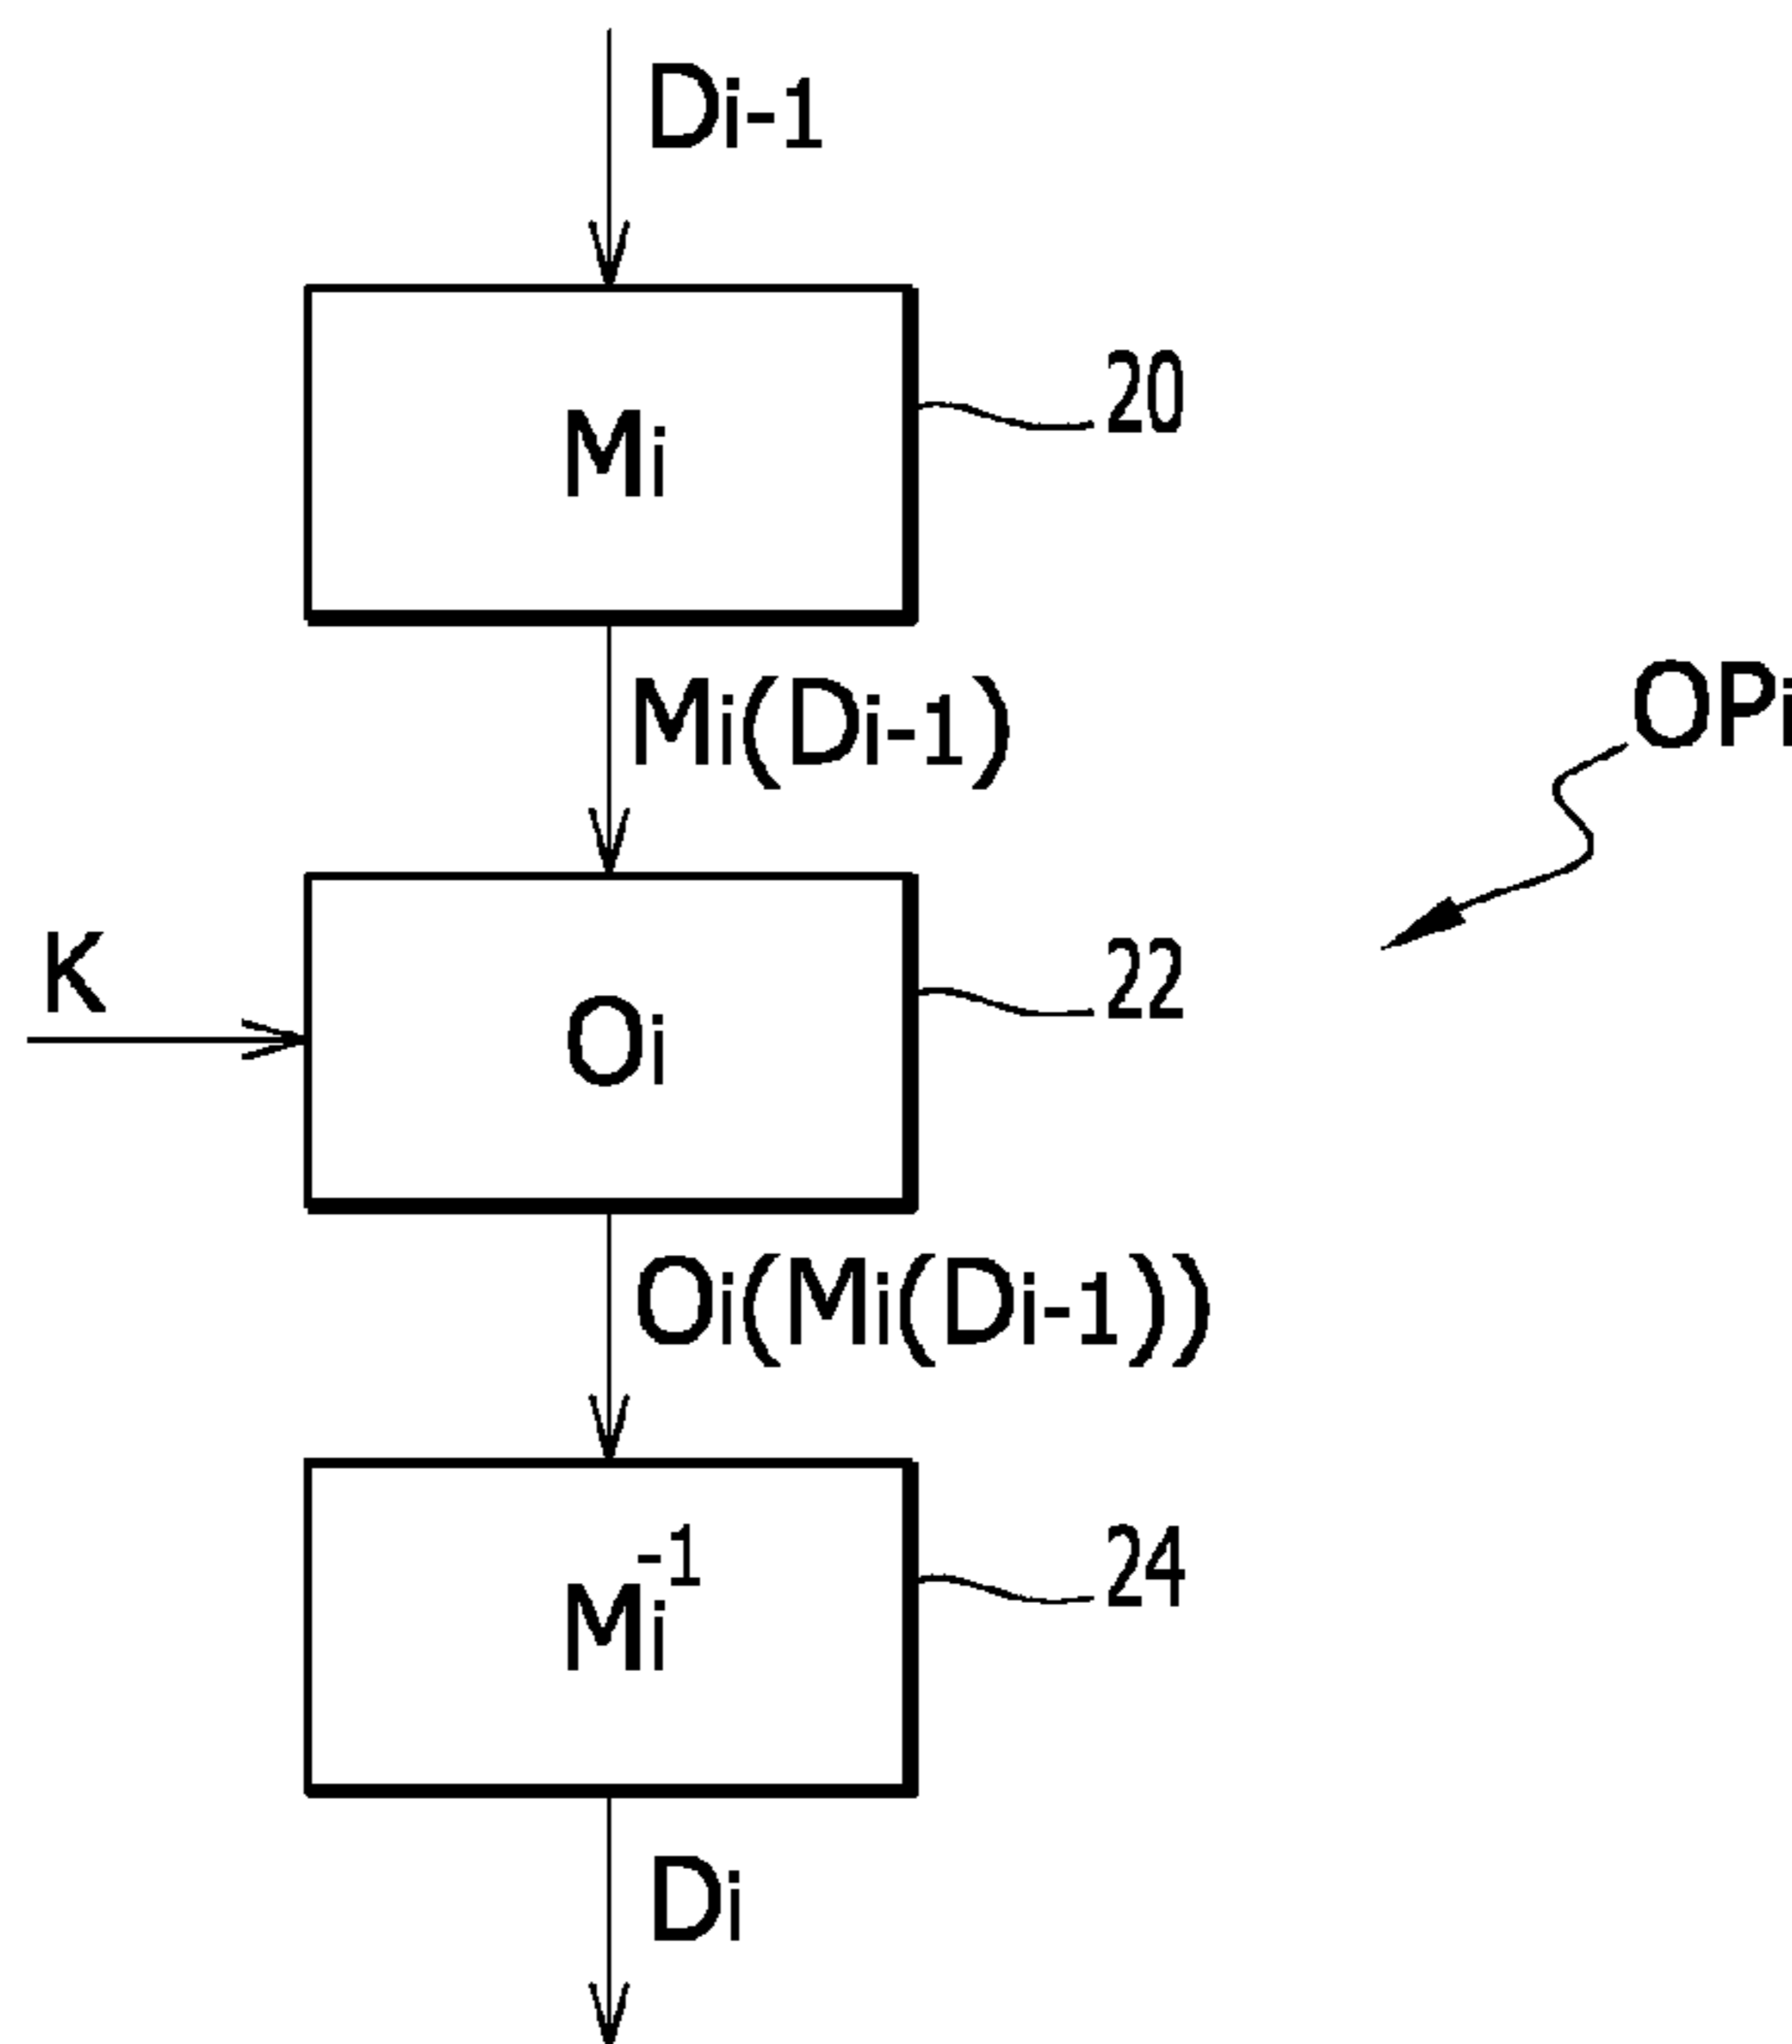 Di-1
Mi
20
Mi(Di-1)
OPi
K
Oi
22
Oi(Mi(Di-1))
Mi-1
24
Di